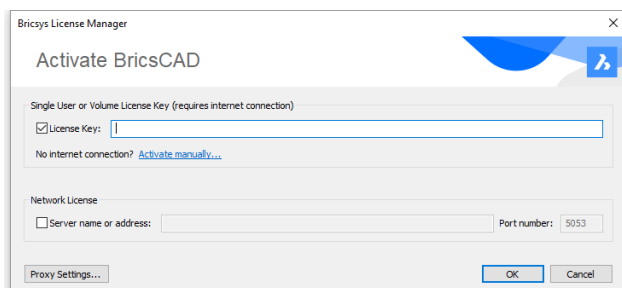 Bricsys License Manager
Activate BricsCAD
Single User or Volume License Key (requires internet connection)
License Key:
No internet connection? Activate manually...
Network License
Server name or address: Port number: 5053
Proxy Settings... OK Cancel